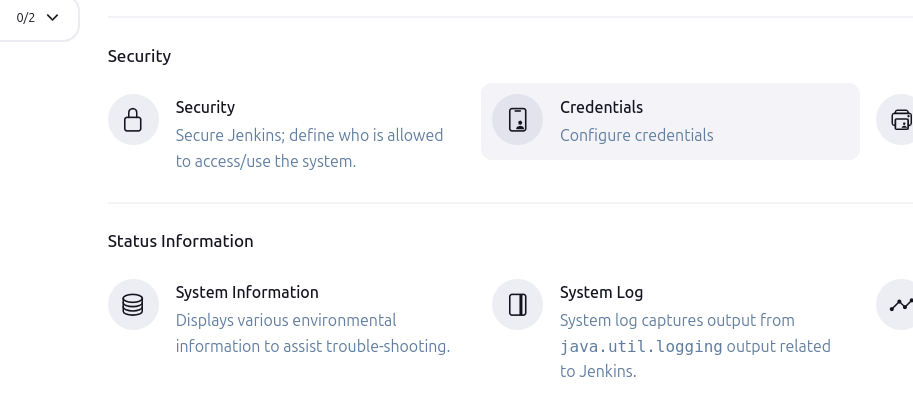 0/2
Security
Security
Secure Jenkins; define who is allowed
to access/use the system.
Credentials
Configure credentials
Status Information
System Information
Displays various environmental
information to assist trouble-shooting.
System Log
System log captures output from
java.util.logging output related
to Jenkins.